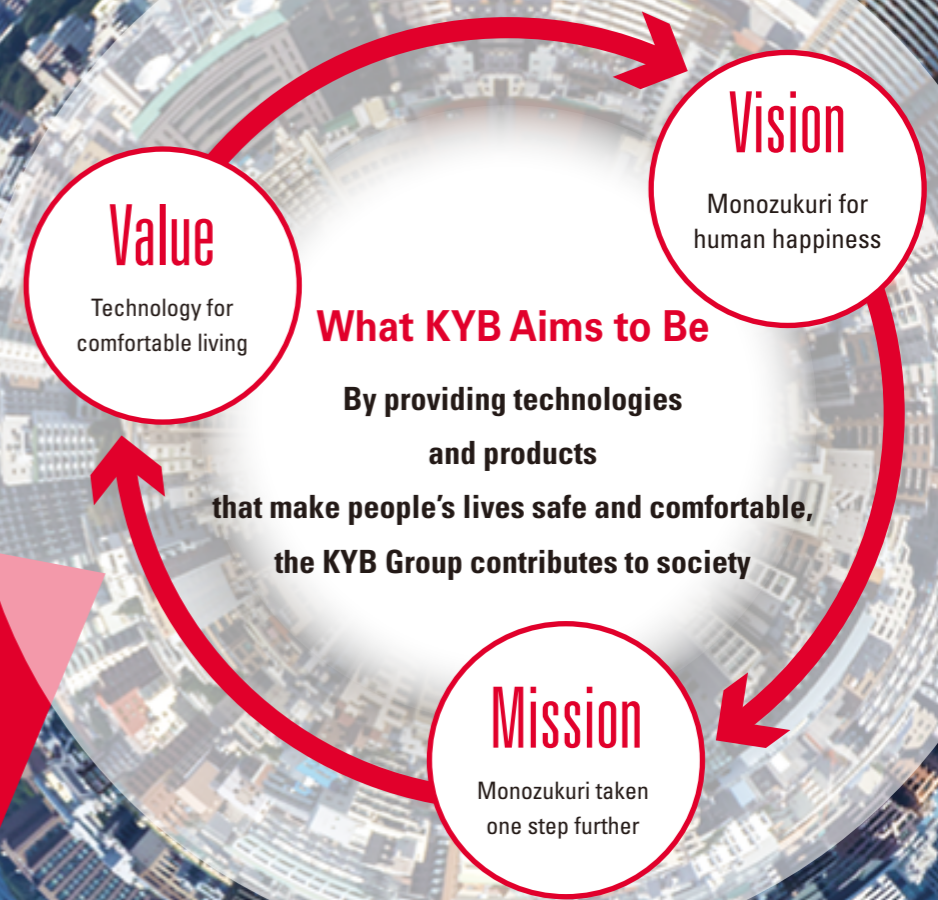 Vision
Monozukuri for
human happiness
Value
Technology for
comfortable living
What KYB Aims to Be
By providing technologies
and products
that make people's lives safe and comfortable,
the KYB Group contributes to society
Mission
Monozukuri taken
one step further